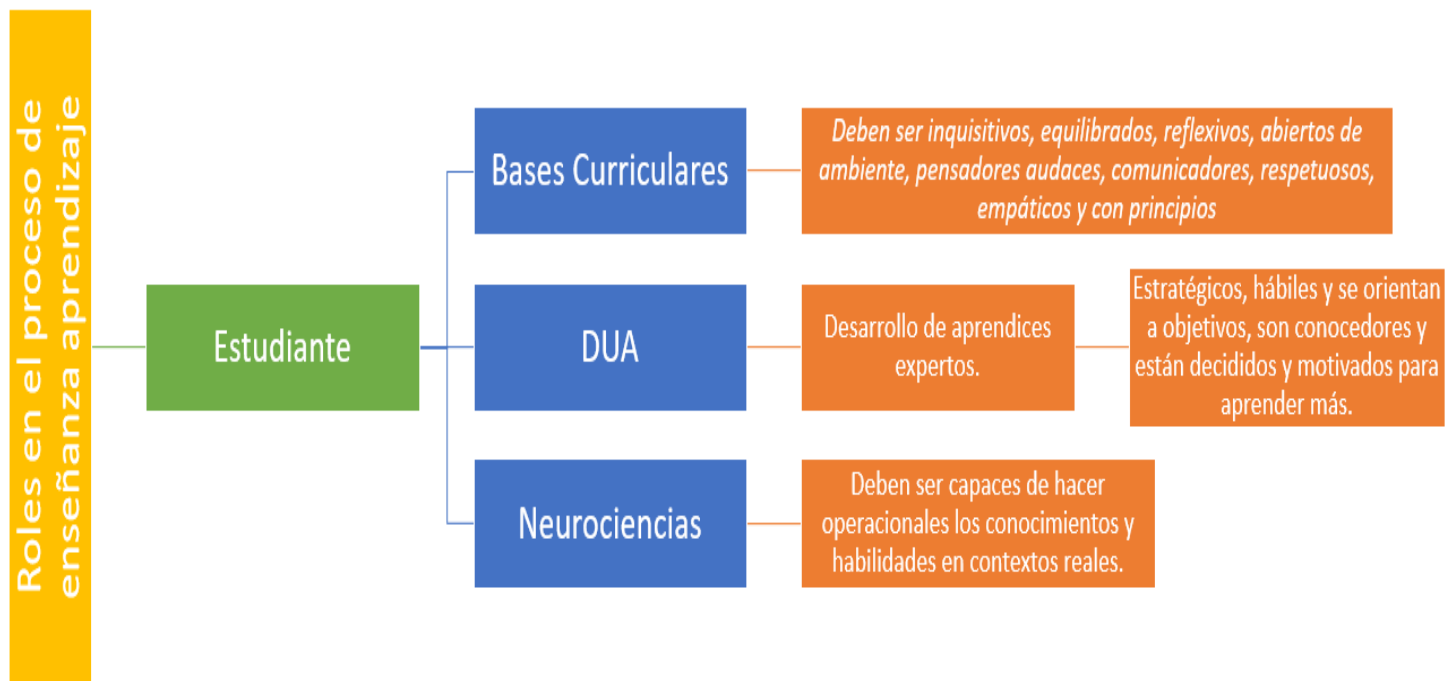 Roles en el proceso de
enseñanza aprendizaje
Estudiante
Bases Curriculares
Deben ser inquisitivos, equilibrados, reflexivos, abiertos de
ambiente, pensadores audaces, comunicadores, respetuosos,
empáticos y con principios
DUA
Desarrollo de aprendices
expertos.
Estratégicos, hábiles y se orientan
a objetivos, son conocedores y
están decididos y motivados para
aprender más.
Neurociencias
Deben ser capaces de hacer
operacionales los conocimientos y
habilidades en contextos reales.